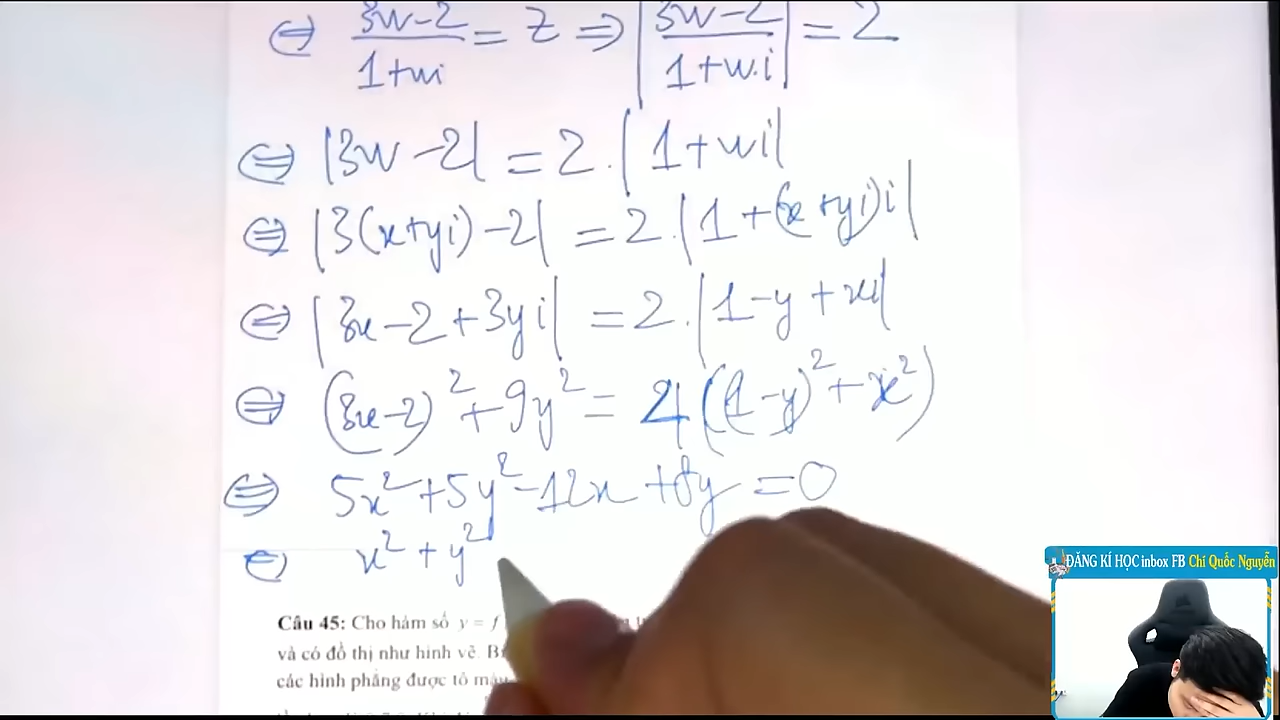 ⇔ (3w-2)/(1+wi) = z ⇒ |(3w-2)/(1+w.i)| = 2
⇔ |3w-2| = 2.|1+wi|
⇔ |3(x+yi)-2| = 2.|1+(x+yi)i|
⇔ |3x-2+3yi| = 2.|1-y+xi|
⇔ (3x-2)² + 9y² = 4((1-y)² + x²)
⇔ 5x² + 5y² - 12x + 8y = 0
⇔ x² + y²
Câu 45: Cho hàm số y = f
và có đồ thị như hình vẽ.
các hình phẳng được tô
ĐĂNG KÍ HỌC inbox FB Chí Quốc Nguyễn